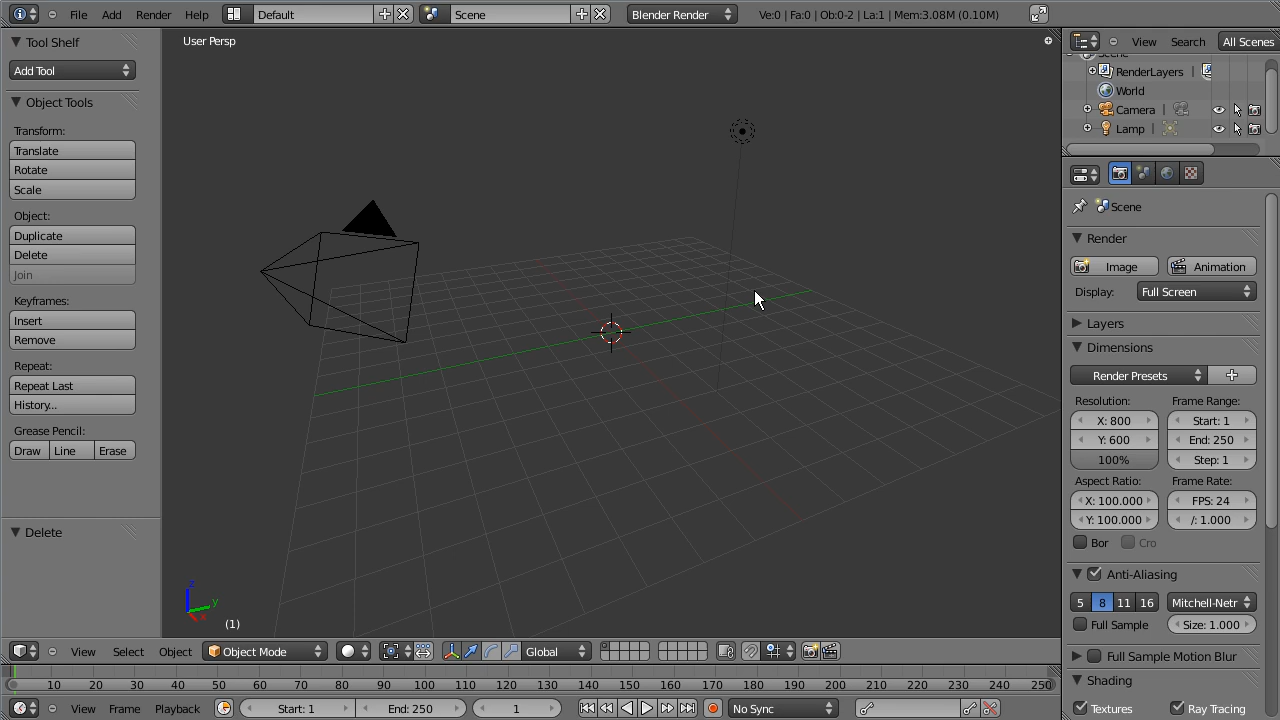 File Add Render Help Default Scene Blender Render Ve:0 | Fa:0 | Ob:0-2 | La:1 | Mem:3.08M (0.10M)
Tool Shelf
Add Tool
Object Tools
Transform:
Translate
Rotate
Scale
Object:
Duplicate
Delete
Join
Keyframes:
Insert
Remove
Repeat:
Repeat Last
History...
Grease Pencil:
Draw Line Erase
Delete
User Persp
z
y
x
(1)
View Select Object Object Mode Global
10 20 30 40 50 60 70 80 90 100 110 120 130 140 150 160 170 180 190 200 210 220 230 240 250
View Frame Playback Start: 1 End: 250 1 No Sync
View Search All Scenes
Scene
RenderLayers |
World
Camera |
Lamp |
Scene
Render
Image Animation
Display: Full Screen
Layers
Dimensions
Render Presets
Resolution: Frame Range:
X: 800 Start: 1
Y: 600 End: 250
100% Step: 1
Aspect Ratio: Frame Rate:
X: 100.000 FPS: 24
Y: 100.000 /: 1.000
Bor Cro
Anti-Aliasing
5 8 11 16 Mitchell-Netr
Full Sample Size: 1.000
Full Sample Motion Blur
Shading
Textures Ray Tracing